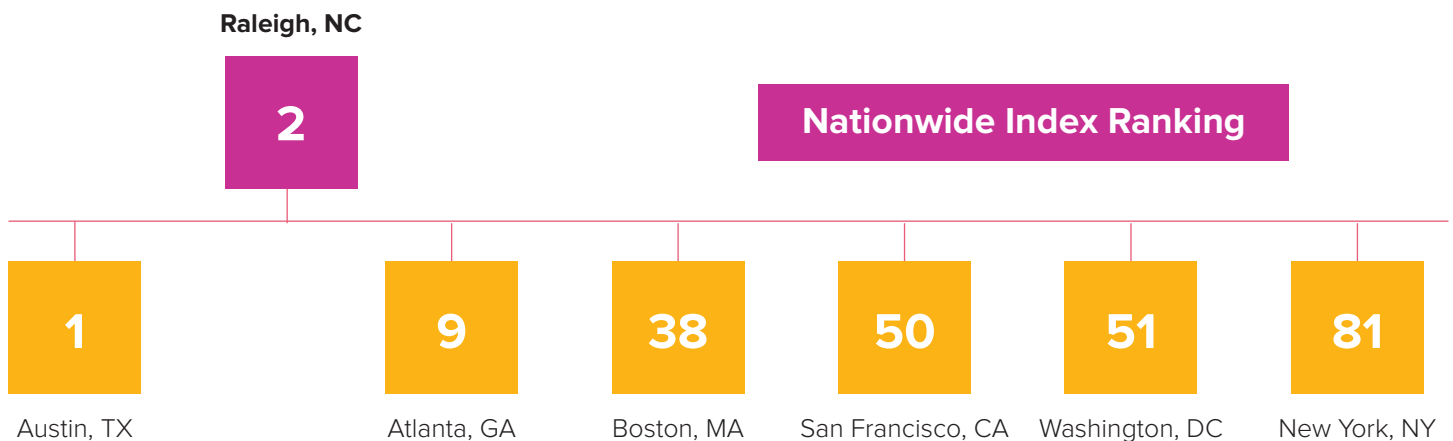 Raleigh, NC
2
Nationwide Index Ranking
1
9
38
50
51
81
Austin, TX
Atlanta, GA
Boston, MA
San Francisco, CA
Washington, DC
New York, NY